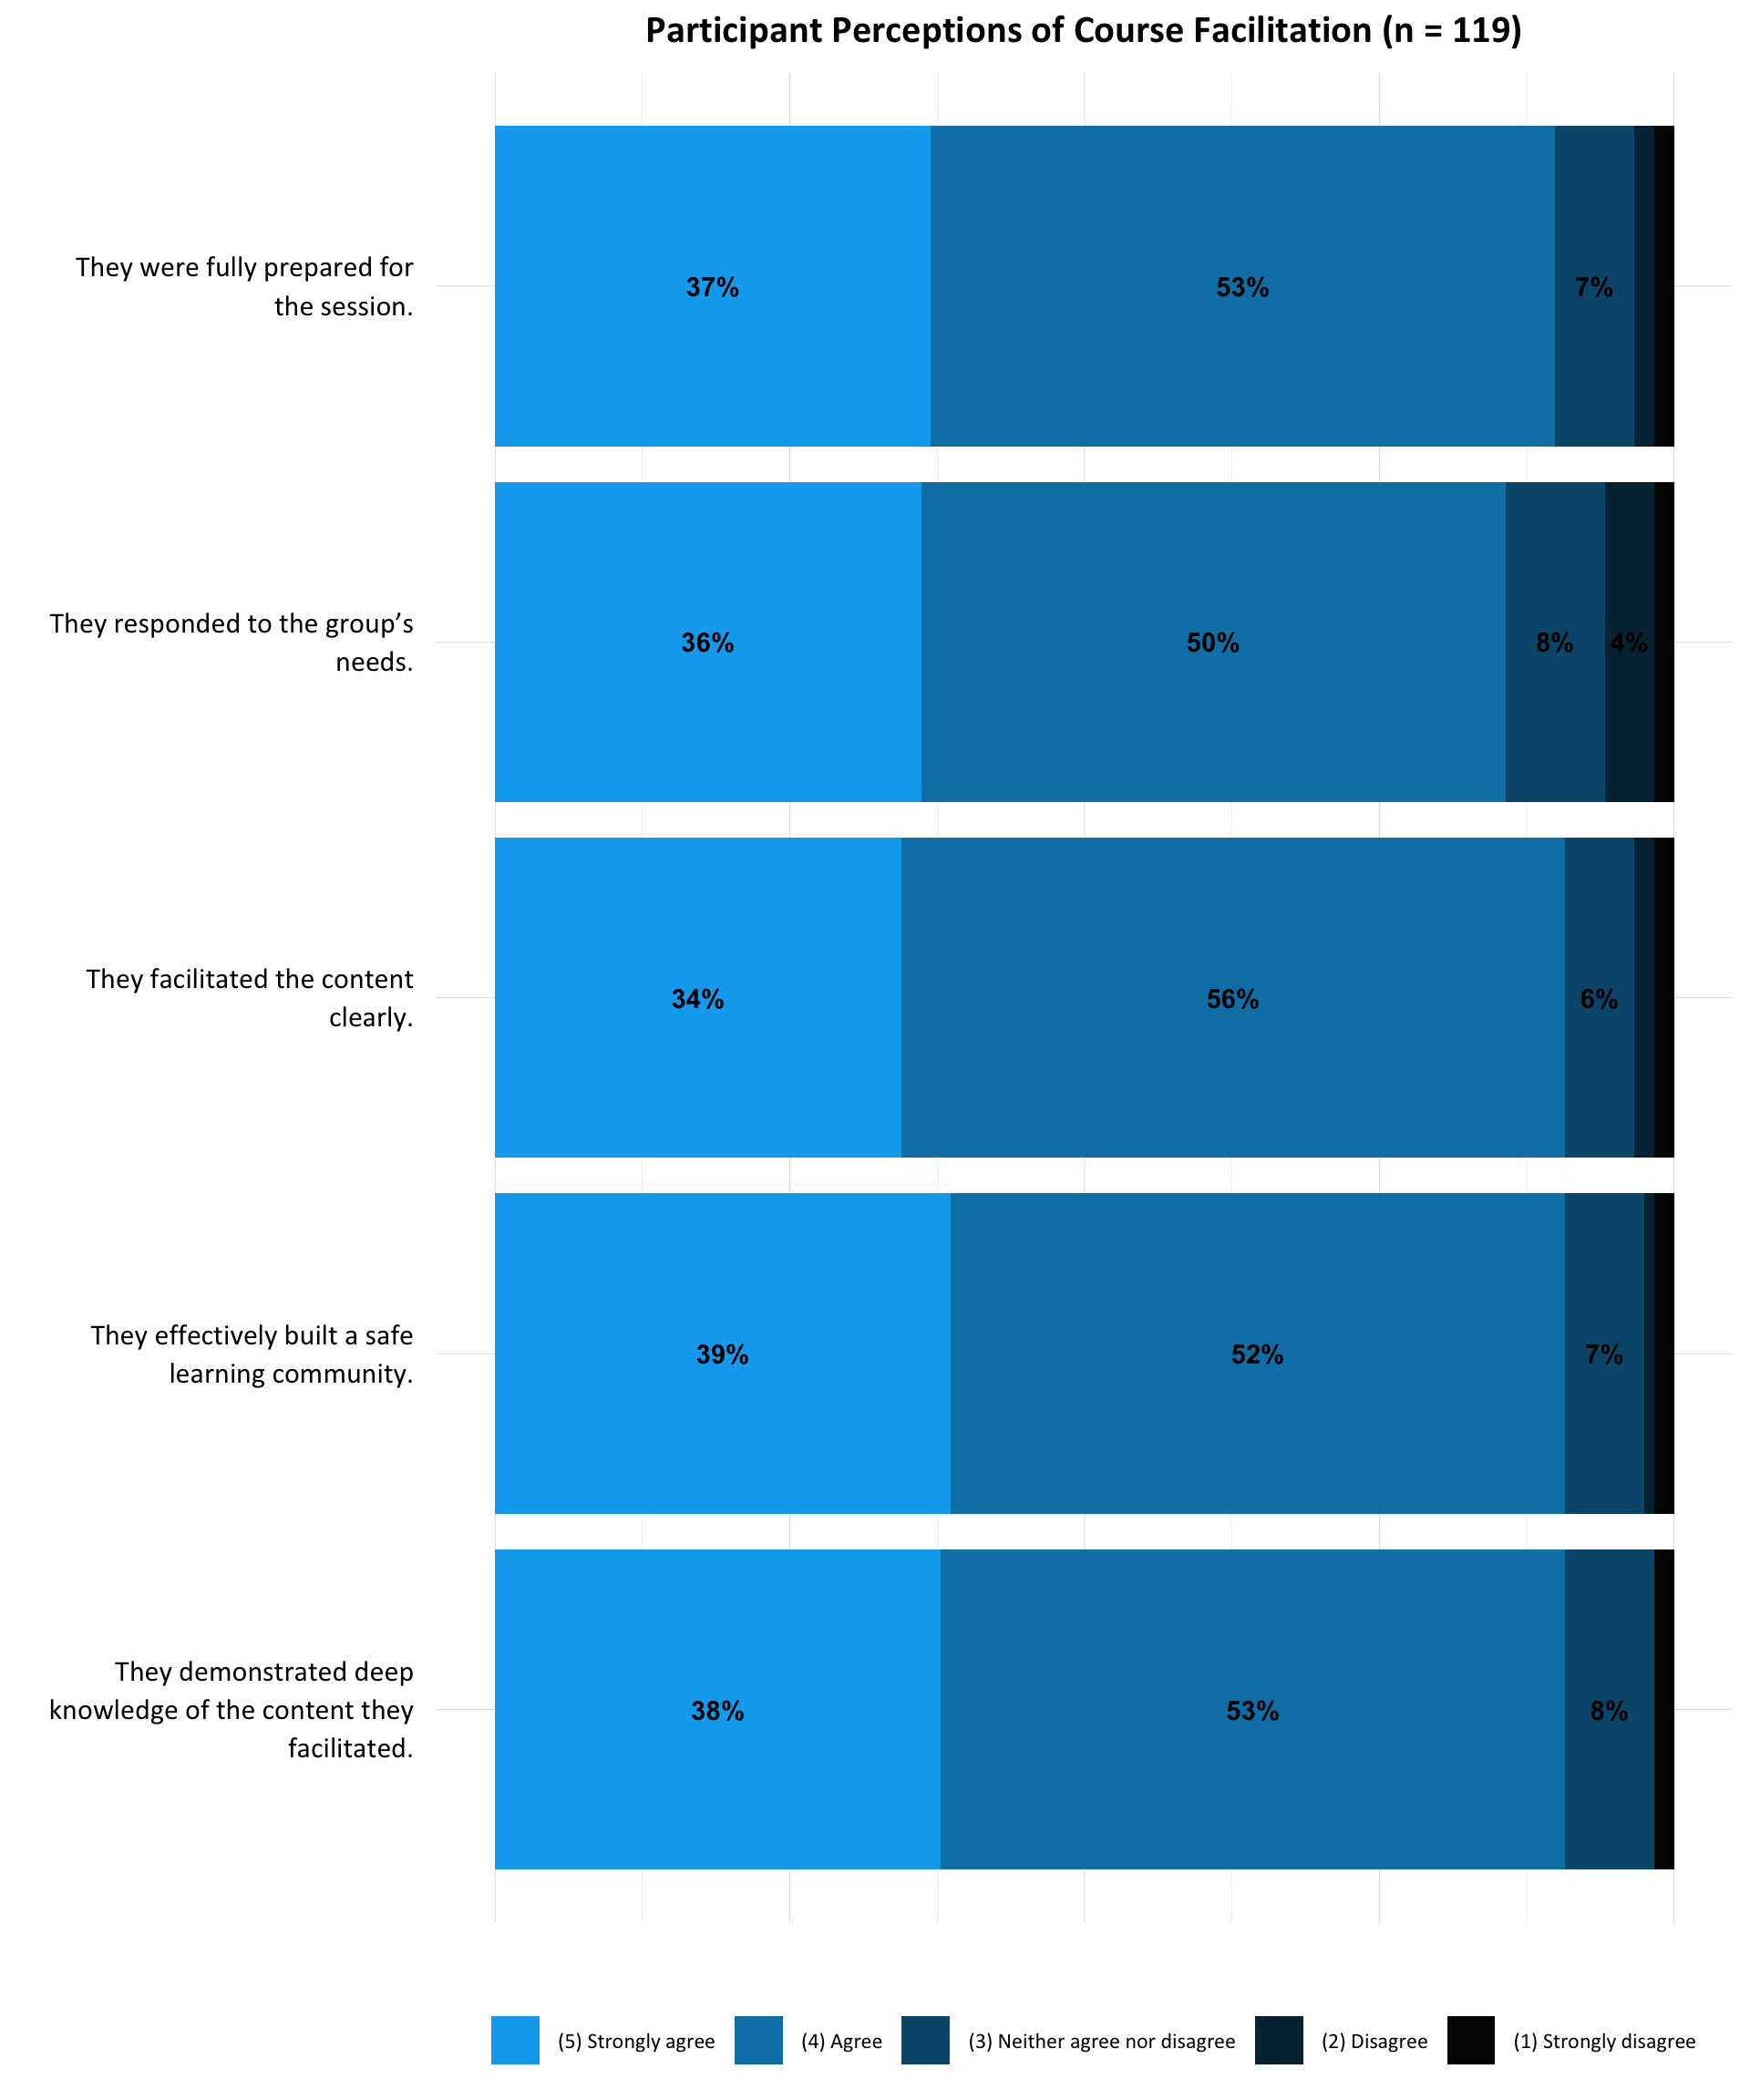 Participant Perceptions of Course Facilitation (n = 119)
They were fully prepared for
the session.
37%
53%
7%
They responded to the group’s
needs.
36%
50%
8%
4%
They facilitated the content
clearly.
34%
56%
6%
They effectively built a safe
learning community.
39%
52%
7%
They demonstrated deep
knowledge of the content they
facilitated.
38%
53%
8%
(5) Strongly agree
(4) Agree
(3) Neither agree nor disagree
(2) Disagree
(1) Strongly disagree